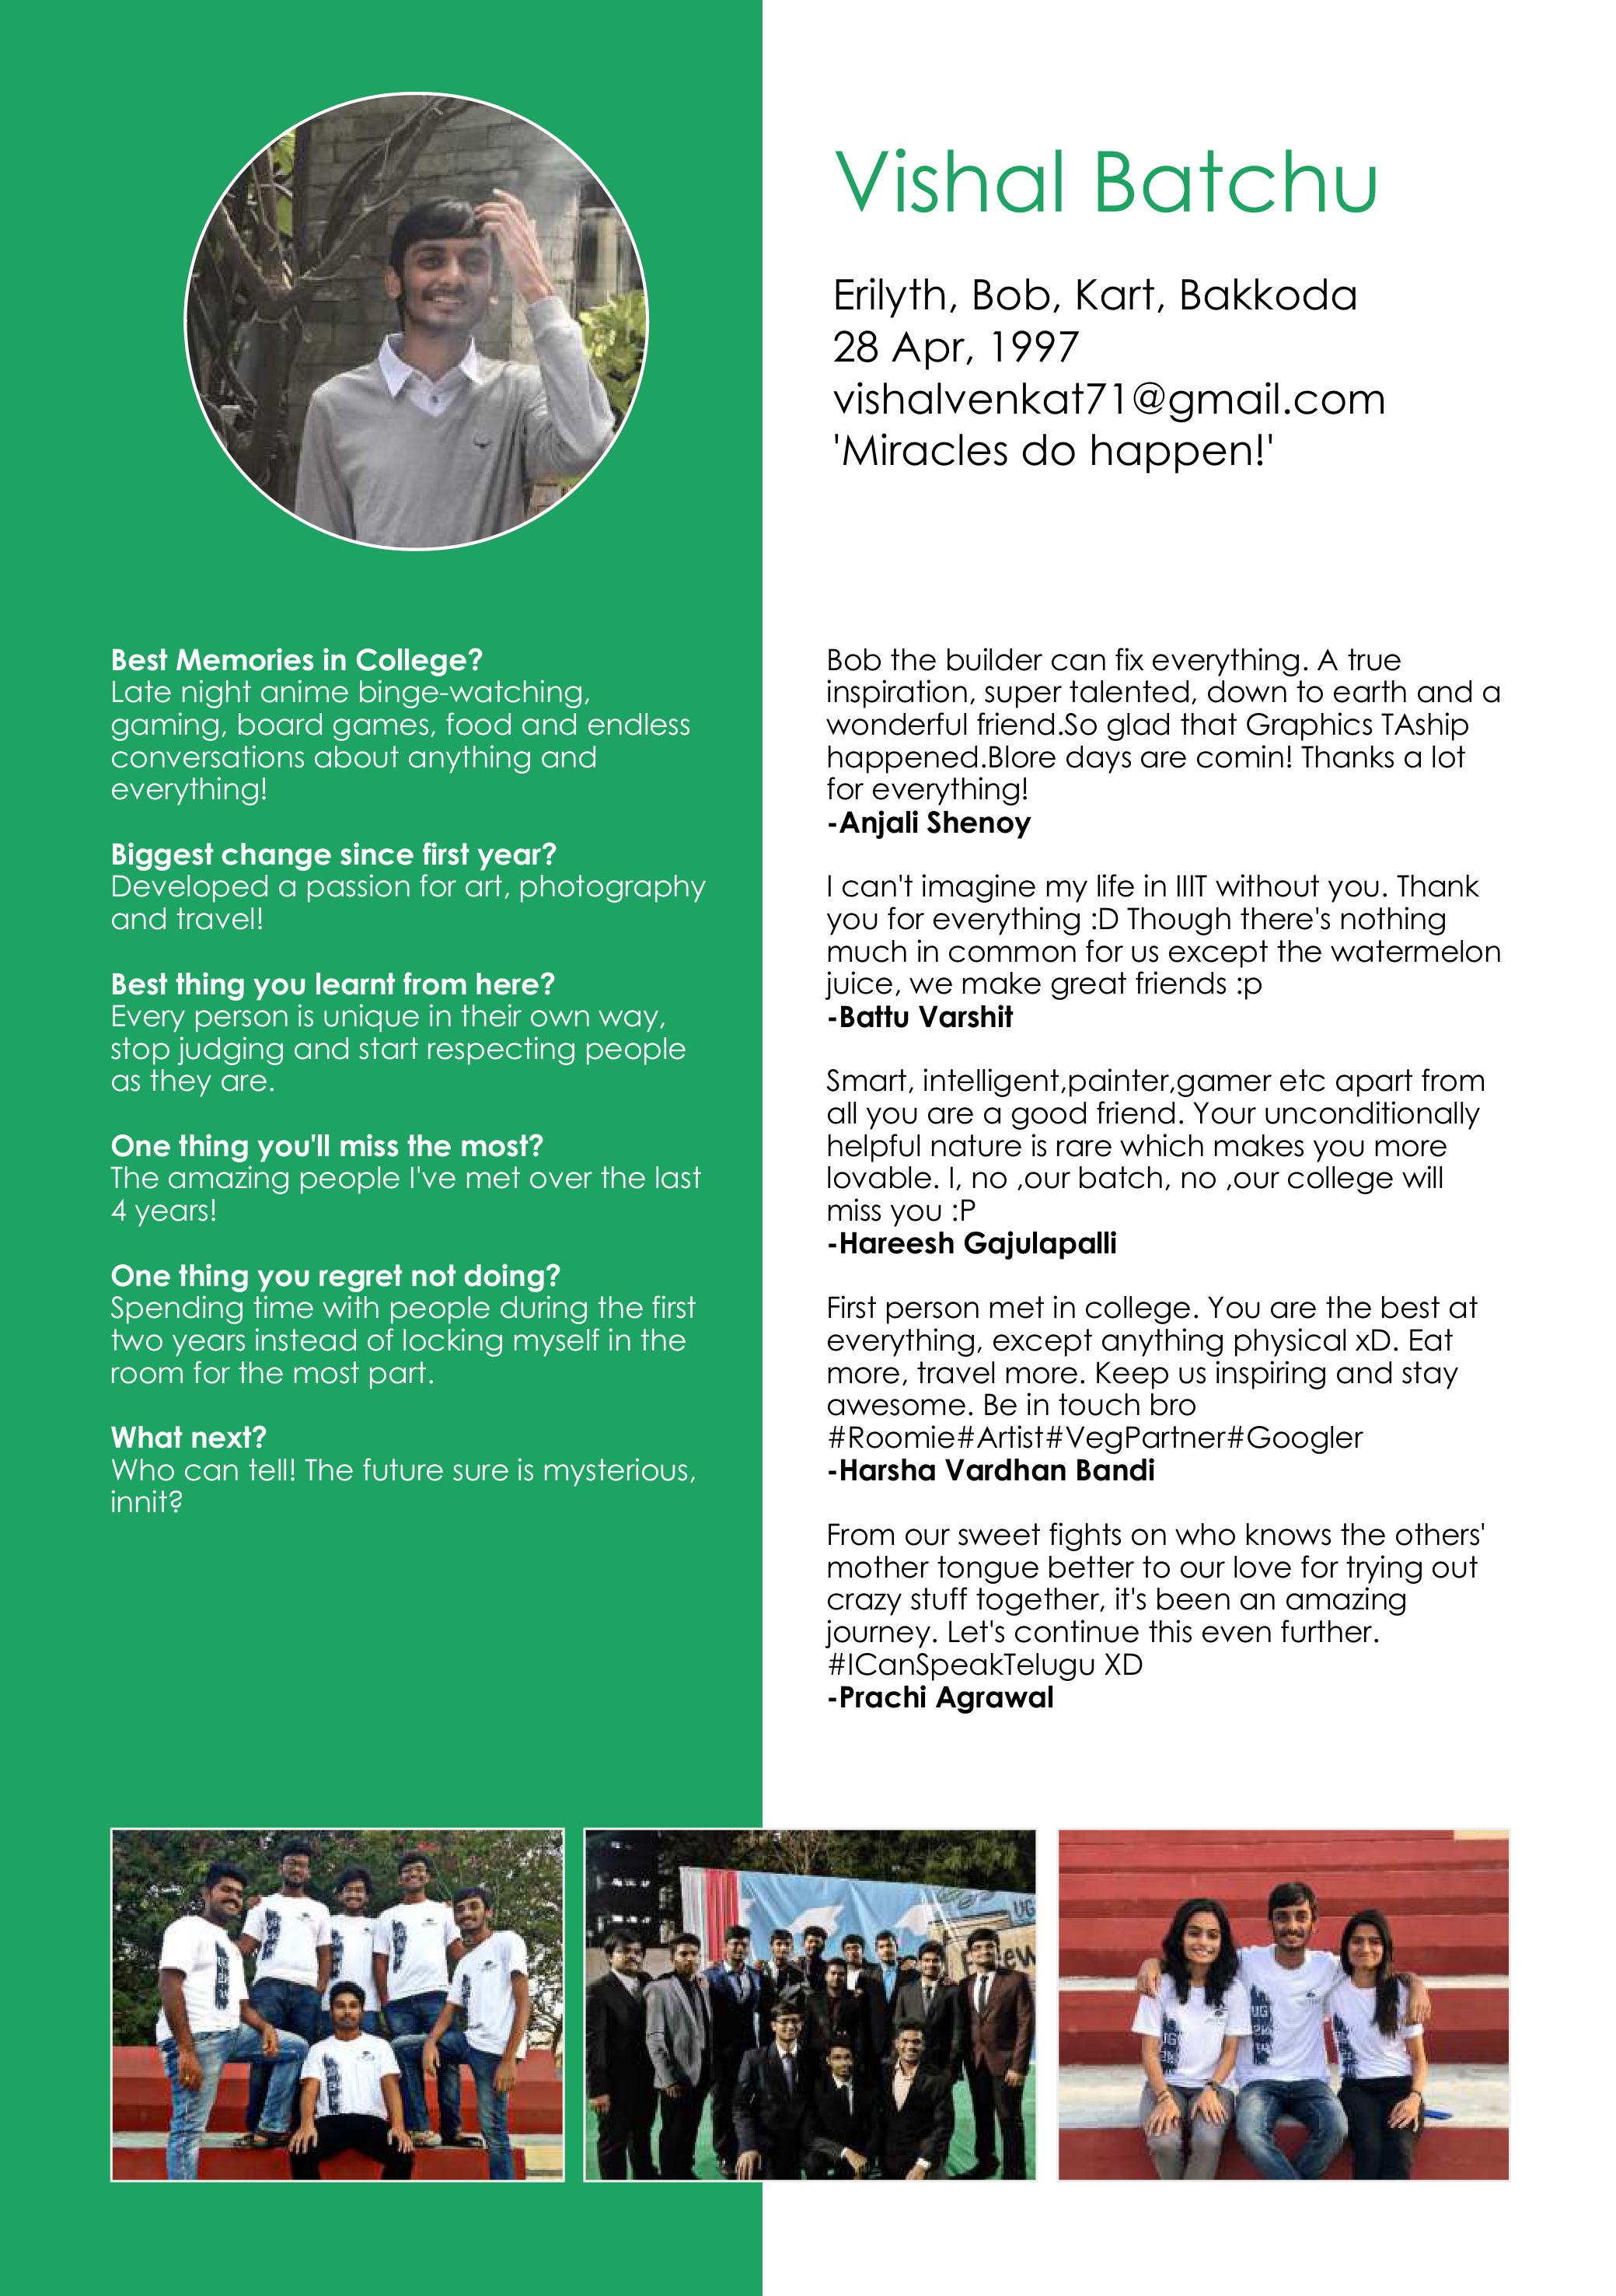 Vishal Batchu
Erilyth, Bob, Kart, Bakkoda
28 Apr, 1997
vishalvenkat71@gmail.com
'Miracles do happen!'
Best Memories in College?
Late night anime binge-watching,
gaming, board games, food and endless
conversations about anything and
everything!
Biggest change since first year?
Developed a passion for art, photography
and travel!
Best thing you learnt from here?
Every person is unique in their own way,
stop judging and start respecting people
as they are.
One thing you'll miss the most?
The amazing people I've met over the last
4 years!
One thing you regret not doing?
Spending time with people during the first
two years instead of locking myself in the
room for the most part.
What next?
Who can tell! The future sure is mysterious,
innit?
Bob the builder can fix everything. A true
inspiration, super talented, down to earth and a
wonderful friend.So glad that Graphics TAship
happened.Blore days are comin! Thanks a lot
for everything!
-Anjali Shenoy
I can't imagine my life in IIIT without you. Thank
you for everything :D Though there's nothing
much in common for us except the watermelon
juice, we make great friends :p
-Battu Varshit
Smart, intelligent,painter,gamer etc apart from
all you are a good friend. Your unconditionally
helpful nature is rare which makes you more
lovable. I, no ,our batch, no ,our college will
miss you :P
-Hareesh Gajulapalli
First person met in college. You are the best at
everything, except anything physical xD. Eat
more, travel more. Keep us inspiring and stay
awesome. Be in touch bro
#Roomie#Artist#VegPartner#Googler
-Harsha Vardhan Bandi
From our sweet fights on who knows the others'
mother tongue better to our love for trying out
crazy stuff together, it's been an amazing
journey. Let's continue this even further.
#ICanSpeakTelugu XD
-Prachi Agrawal
UG
UG